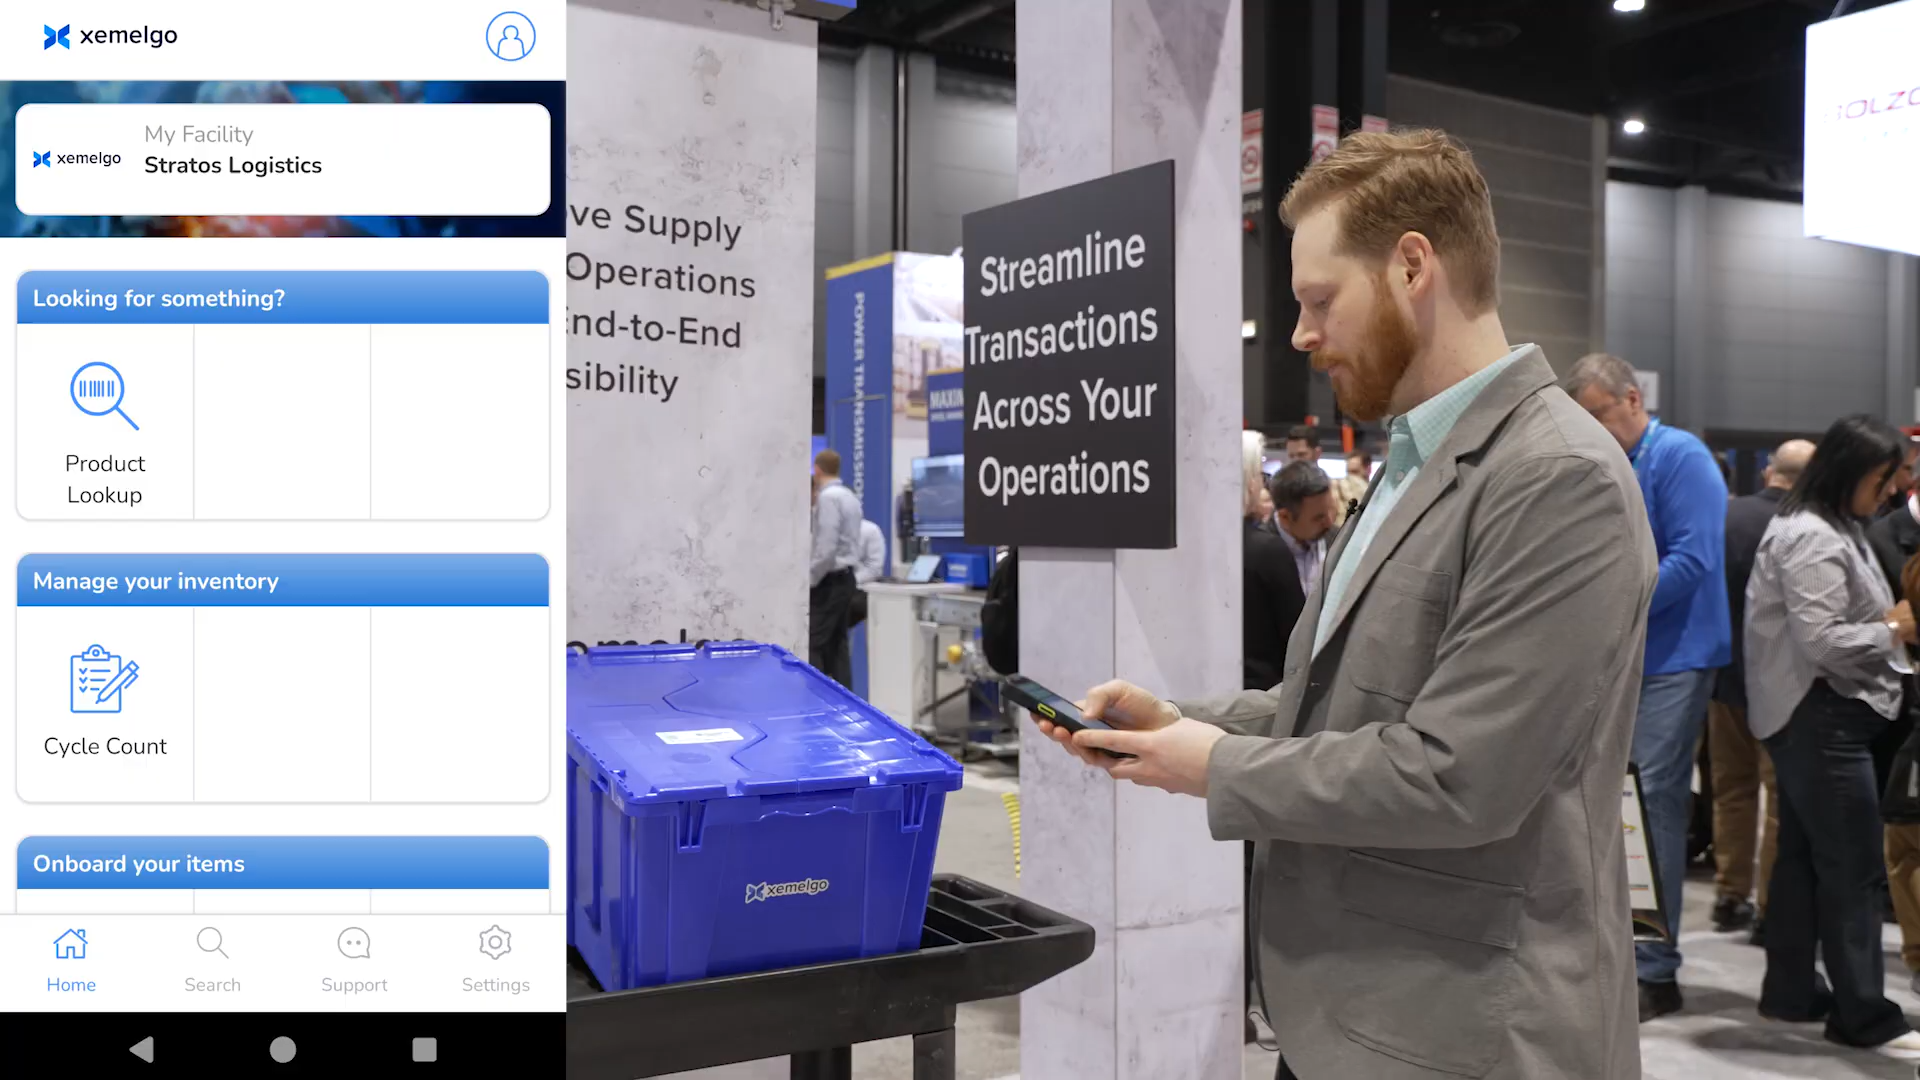 xemelgo
My Facility
xemelgo
Stratos Logistics
Looking for something?
Product
Lookup
Manage your inventory
Cycle Count
Onboard your items
Home
Search
Support
Settings
ve Supply
Operations
End-to-End
sibility
POWER TRANSMISSION
Streamline
Transactions
Across Your
Operations
xemelgo